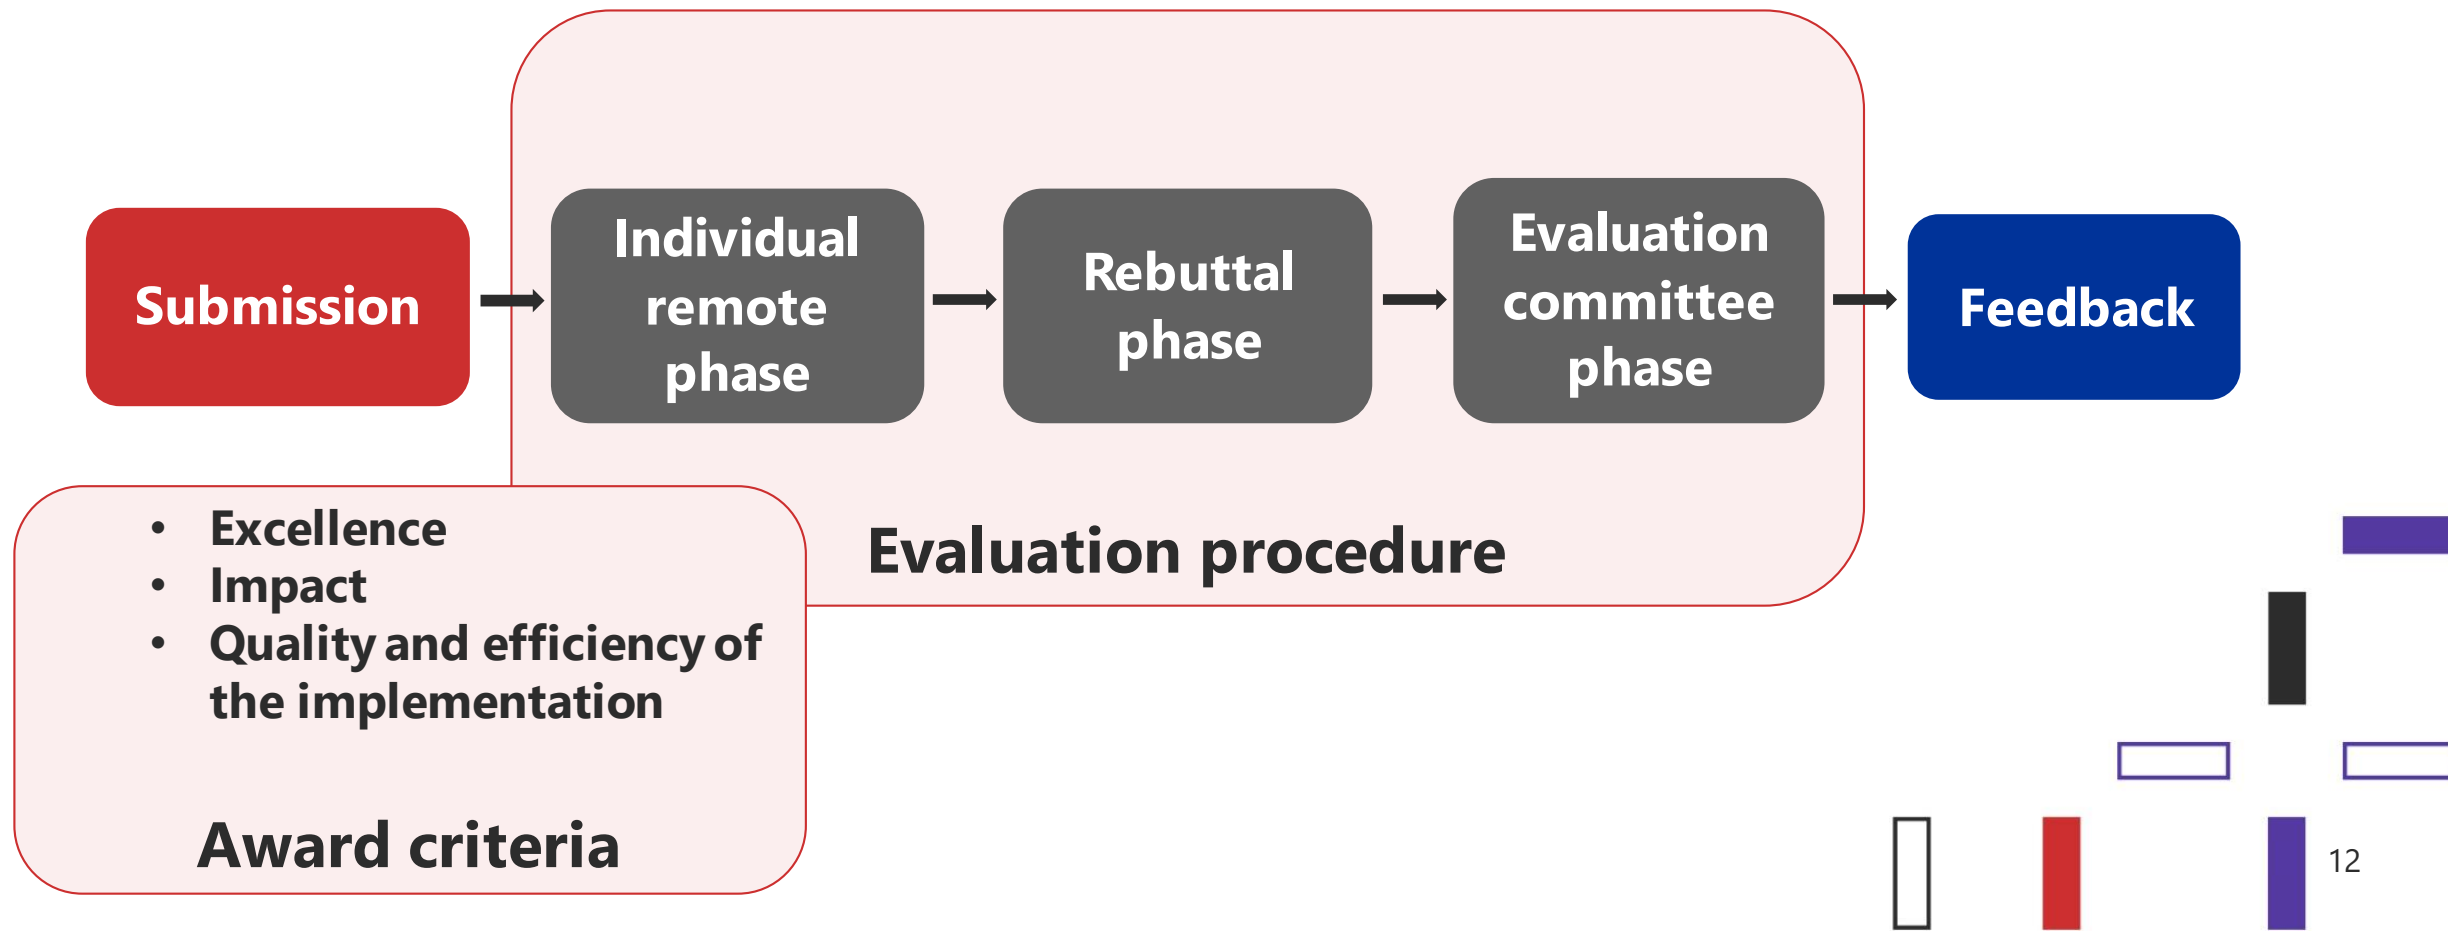 Submission
Individual
remote
phase
Rebuttal
phase
Evaluation
committee
phase
Feedback
Evaluation procedure
• Excellence
• Impact
• Quality and efficiency of
the implementation
Award criteria
12